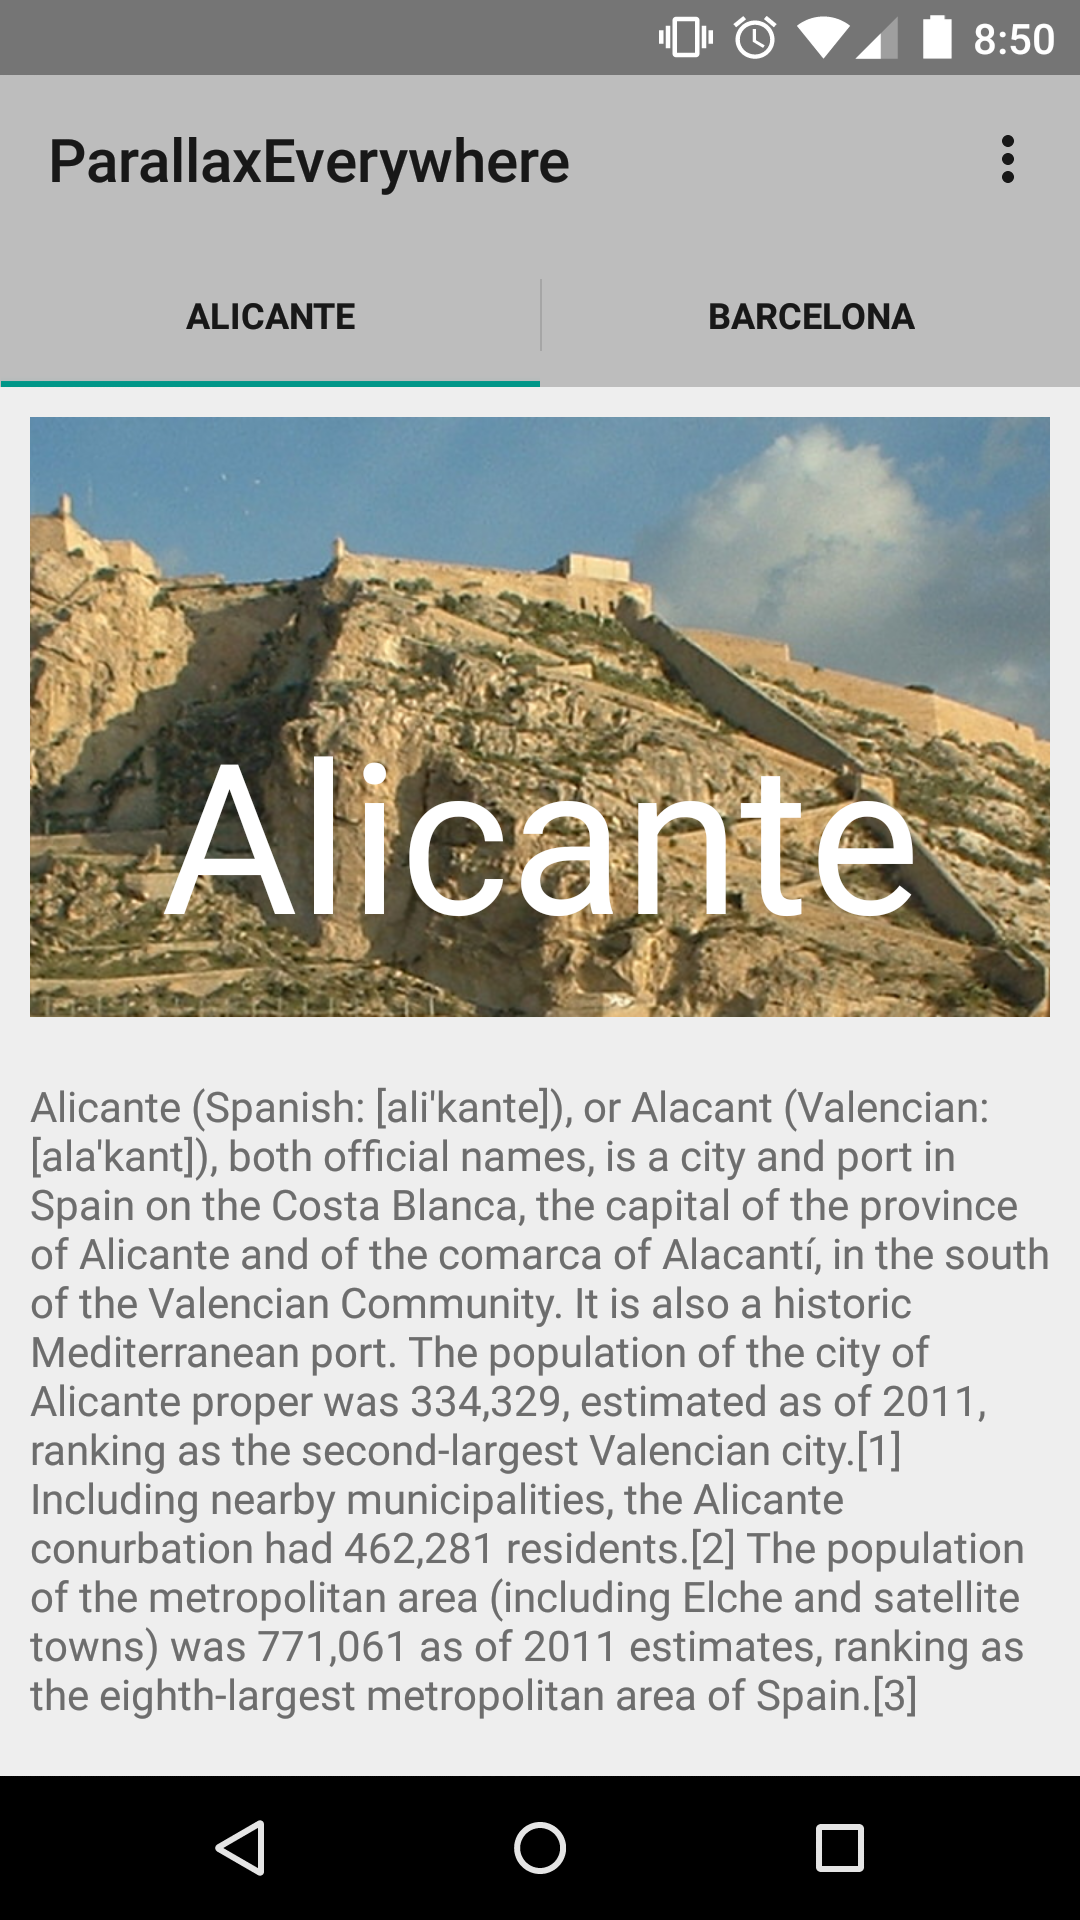 8:50
ParallaxEverywhere
ALICANTE
BARCELONA
Alicante
Alicante (Spanish: [ali'kante]), or Alacant (Valencian:
[ala'kant]), both official names, is a city and port in
Spain on the Costa Blanca, the capital of the province
of Alicante and of the comarca of Alacantí, in the south
of the Valencian Community. It is also a historic
Mediterranean port. The population of the city of
Alicante proper was 334,329, estimated as of 2011,
ranking as the second-largest Valencian city.[1]
Including nearby municipalities, the Alicante
conurbation had 462,281 residents.[2] The population
of the metropolitan area (including Elche and satellite
towns) was 771,061 as of 2011 estimates, ranking as
the eighth-largest metropolitan area of Spain.[3]